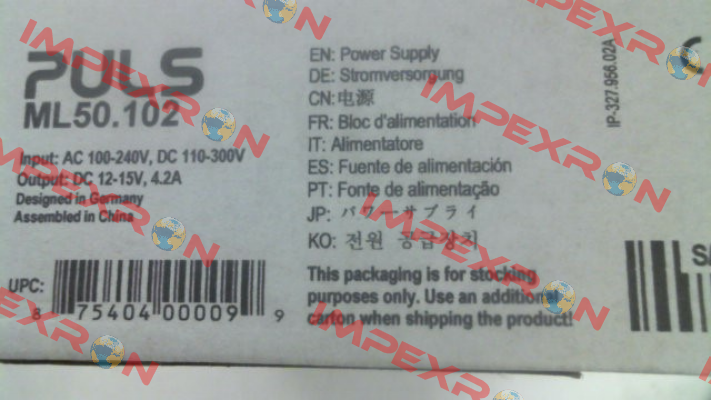 PULS
ML50.102
Input: AC 100-240V, DC 110-300V
Output: DC 12-15V, 4.2A
Designed in Germany
Assembled in China
UPC:
8 75404 00009 9
EN: Power Supply
DE: Stromversorgung
CN:电源
FR: Bloc d'alimentation
IT: Alimentatore
ES: Fuente de alimentación
PT: Fonte de alimentação
JP: パワーサプライ
KO: 전원 공급장치
This packaging is for stocking
purposes only. Use an additional
carton when shipping the product!
IP-327.956.02A
IMPEXRON
IMPEXRON
IMPEXRON
IMPEXRON
IMPEXRON